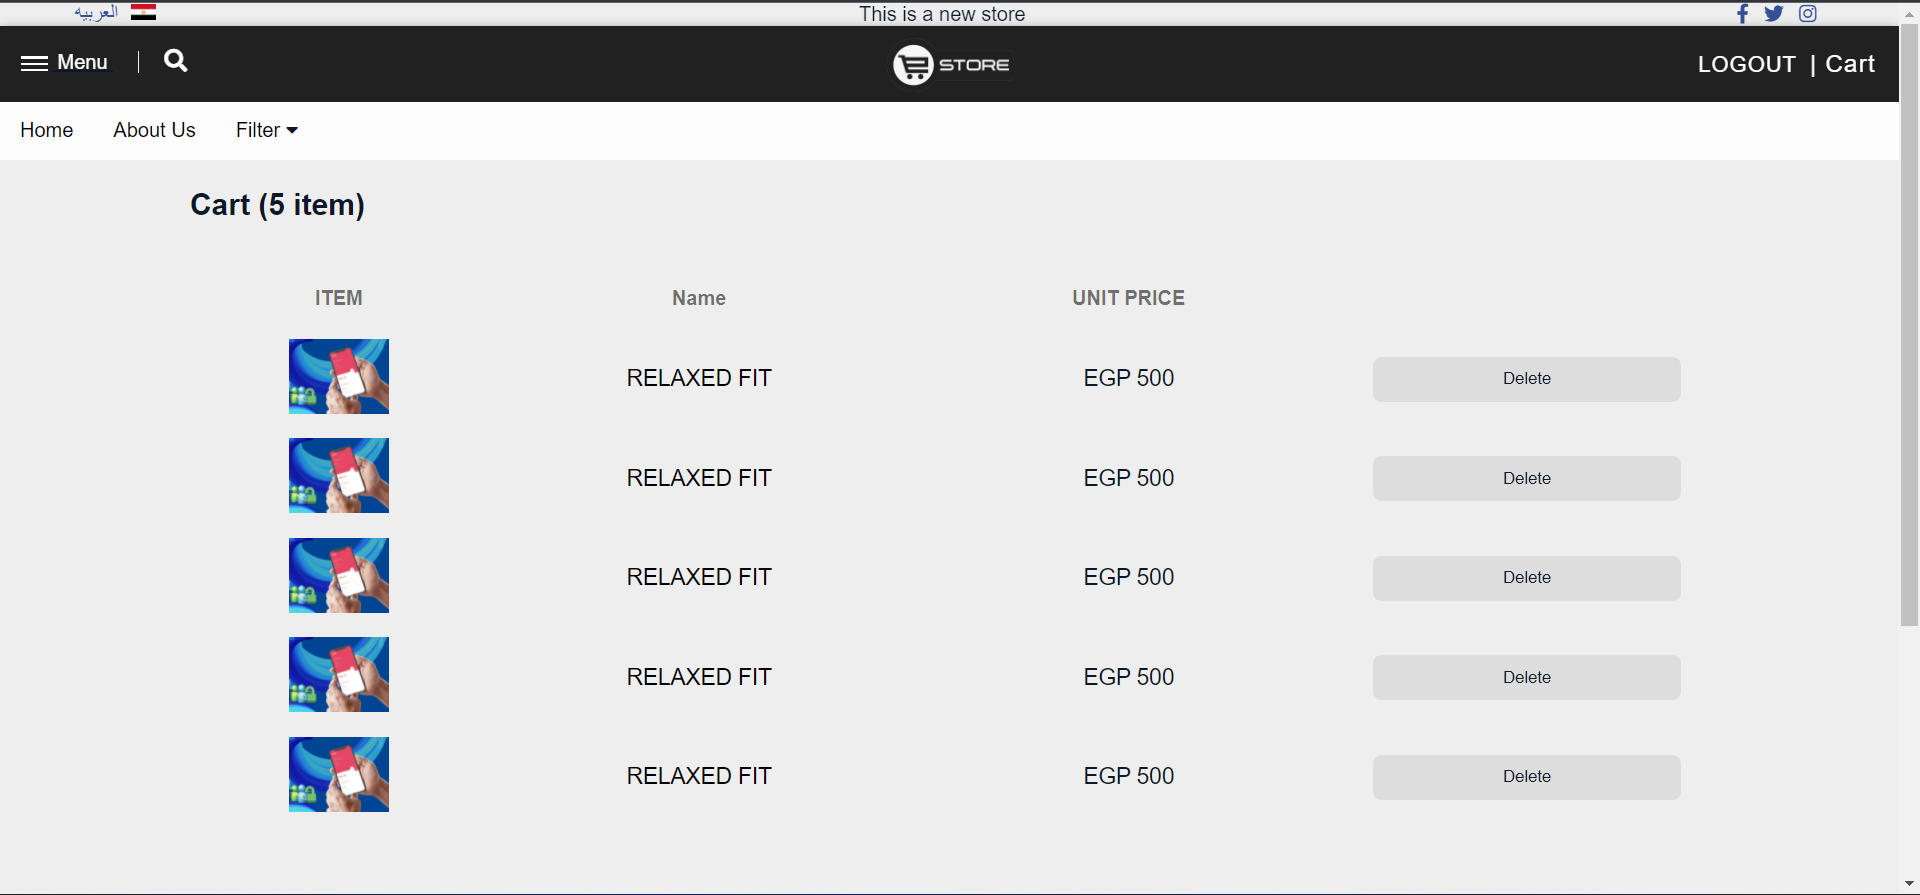 العربيه
This is a new store
Menu
STORE
LOGOUT | Cart
Home
About Us
Filter
Cart (5 item)
ITEM Name UNIT PRICE
RELAXED FIT EGP 500 Delete
RELAXED FIT EGP 500 Delete
RELAXED FIT EGP 500 Delete
RELAXED FIT EGP 500 Delete
RELAXED FIT EGP 500 Delete